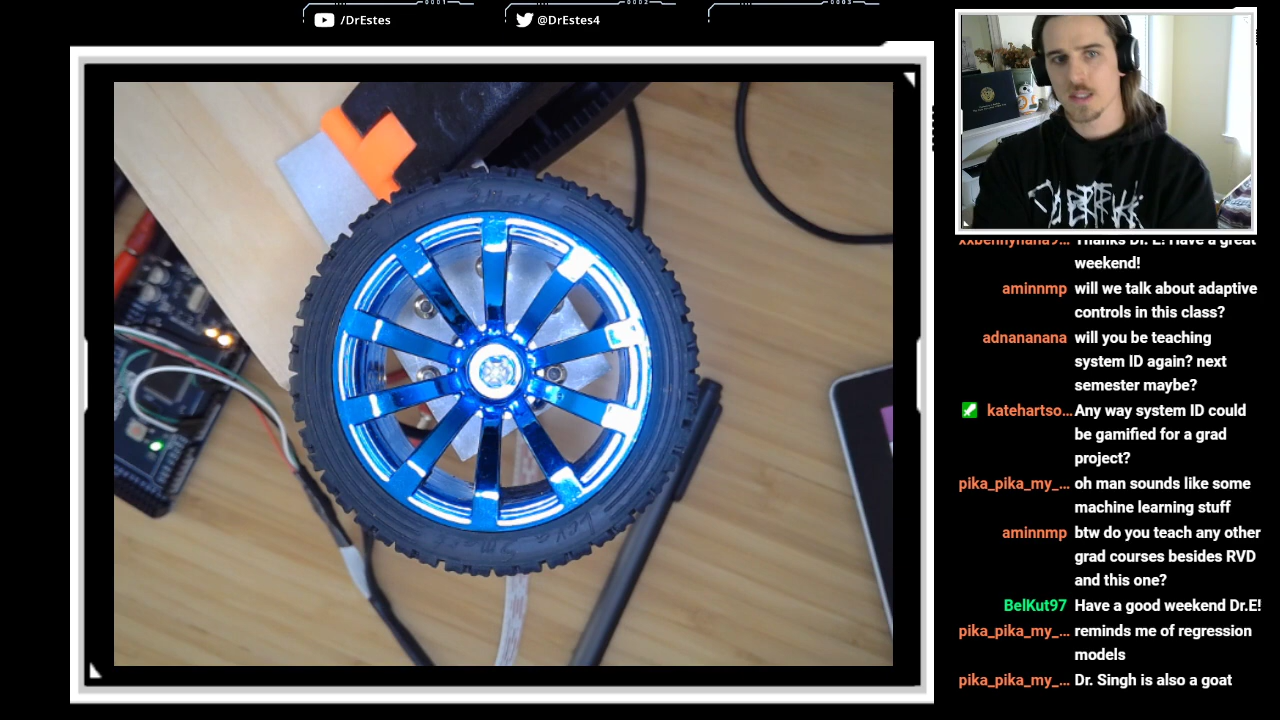 0001
0002
0003
/DrEstes
@DrEstes4
xxbennynana9… Thanks Dr. E! Have a great
weekend!
aminnmp will we talk about adaptive
controls in this class?
adnananana will you be teaching
system ID again? next
semester maybe?
katehartso… Any way system ID could
be gamified for a grad
project?
pika_pika_my_… oh man sounds like some
machine learning stuff
aminnmp btw do you teach any other
grad courses besides RVD
and this one?
BelKut97 Have a good weekend Dr.E!
pika_pika_my_… reminds me of regression
models
pika_pika_my_… Dr. Singh is also a goat